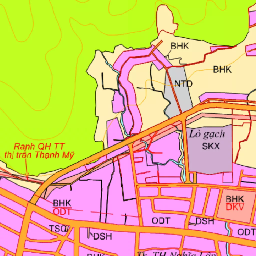 BHK
BHK
NTD
Lò gạch
SKX
Ranh QH TT
thị trấn Thạnh Mỹ
BHK
ODT
BHK
DKV
TSC
ODT
DSH
DSH
ODT